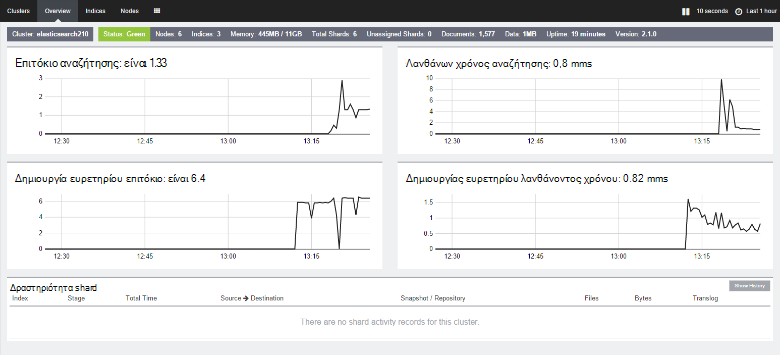 Clusters Overview Indices Nodes 10 seconds Last 1 hour
Cluster elasticsearch210 Status Green Nodes 6 Indices 3 Memory 445MB / 11GB Total Shards 6 Unassigned Shards 0 Documents 1,577 Data 1MB Uptime 19 minutes Version 2.1.0
Επιτόκιο αναζήτησης: είναι 1.33
3
2
1
0
12:30 12:45 13:00 13:15
Λανθάνων χρόνος αναζήτησης: 0,8 mms
10
8
6
4
2
0
12:30 12:45 13:00 13:15
Δημιουργία ευρετηρίου επιτόκιο: είναι 6.4
6
4
2
0
12:30 12:45 13:00 13:15
Δημιουργίας ευρετηρίου λανθάνοντος χρόνου: 0.82 mms
1.5
1
0.5
0
12:30 12:45 13:00 13:15
Δραστηριότητα shard
Show History
Index Stage Total Time Source → Destination Snapshot / Repository Files Bytes Translog
There are no shard activity records for this cluster.